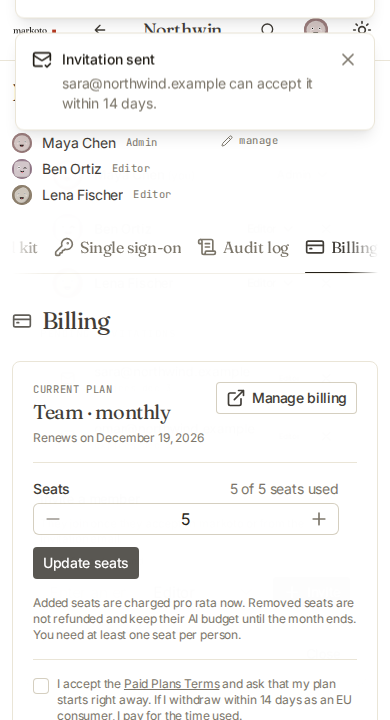 markoto
Northwin
Invitation sent
sara@northwind.example can accept it
within 14 days.
Maya Chen Admin
manage
Ben Ortiz Editor
Lena Fischer Editor
kit
Single sign-on
Audit log
Billing
Billing
CURRENT PLAN
Team · monthly
Manage billing
Renews on December 19, 2026
Seats
5 of 5 seats used
5
Update seats
Added seats are charged pro rata now. Removed seats are
not refunded and keep their AI budget until the month ends.
You need at least one seat per person.
I accept the Paid Plans Terms and ask that my plan
starts right away. If I withdraw within 14 days as an EU
consumer, I pay for the time used.